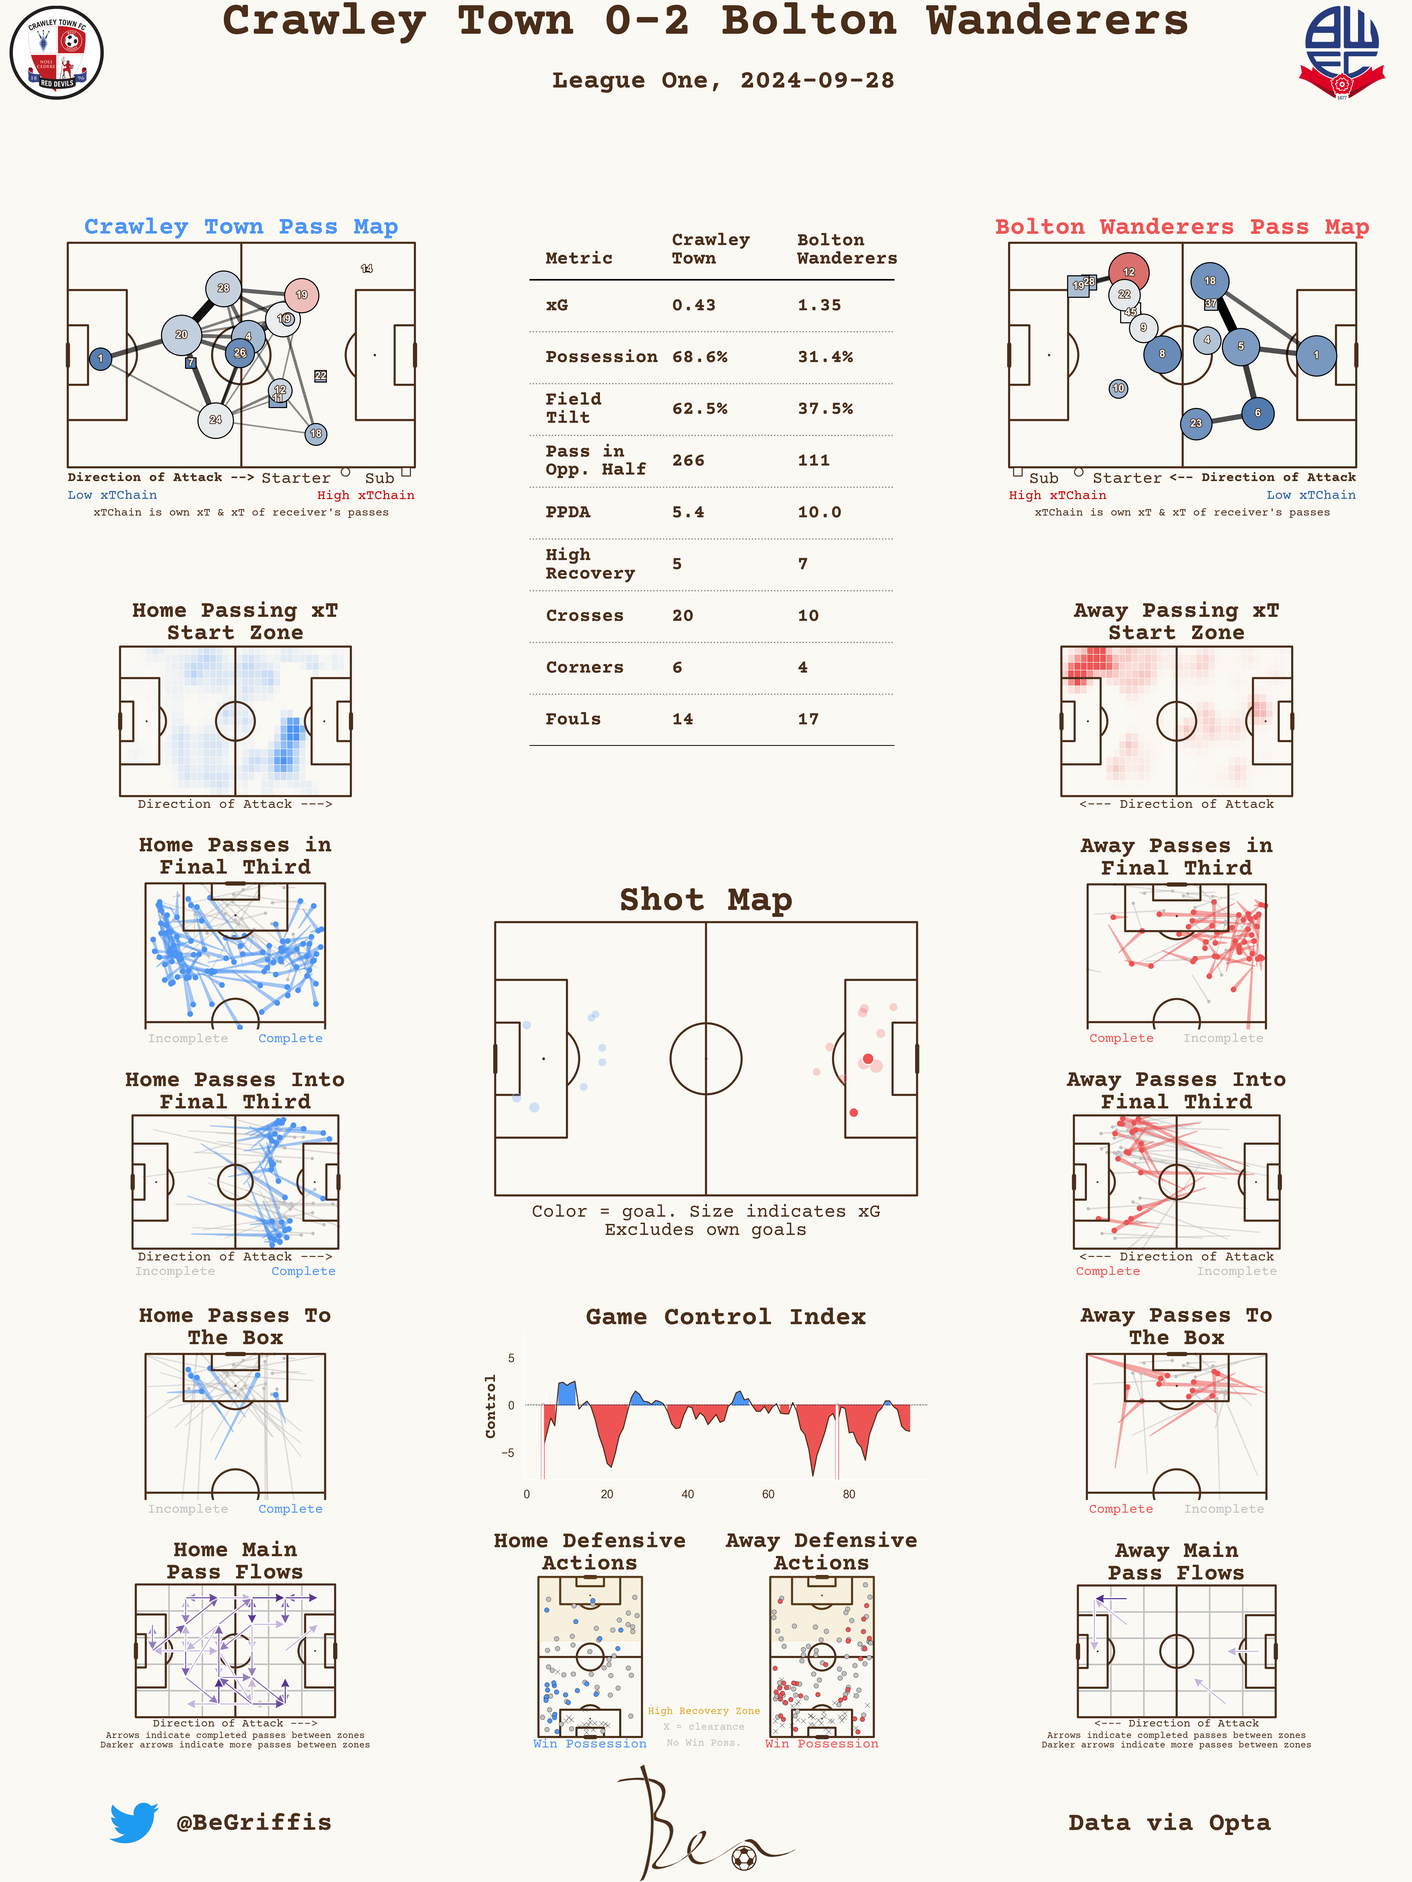 Crawley Town 0-2 Bolton Wanderers
League One, 2024-09-28
CRAWLEY TOWN FC
NOLI CEDERE
18 96
RED DEVILS
BWFC
1877
Crawley Town Pass Map
14
28
19
19
20
4
26
1
7
22
12
11
24
18
Direction of Attack --> Starter Sub
Low xTChain High xTChain
xTChain is own xT & xT of receiver's passes
Metric Crawley Town Bolton Wanderers
xG 0.43 1.35
Possession 68.6% 31.4%
Field Tilt 62.5% 37.5%
Pass in Opp. Half 266 111
PPDA 5.4 10.0
High Recovery 5 7
Crosses 20 10
Corners 6 4
Fouls 14 17
Bolton Wanderers Pass Map
12
28
19
18
22
37
45
9
4
5
8
1
10
6
23
Sub Starter <-- Direction of Attack
High xTChain Low xTChain
xTChain is own xT & xT of receiver's passes
Home Passing xT
Start Zone
Direction of Attack --->
Away Passing xT
Start Zone
<--- Direction of Attack
Home Passes in
Final Third
Incomplete Complete
Away Passes in
Final Third
Complete Incomplete
Shot Map
Color = goal. Size indicates xG
Excludes own goals
Home Passes Into
Final Third
Direction of Attack --->
Incomplete Complete
Away Passes Into
Final Third
<--- Direction of Attack
Complete Incomplete
Home Passes To
The Box
Incomplete Complete
Game Control Index
Control
5
0
−5
0 20 40 60 80
Away Passes To
The Box
Complete Incomplete
Home Main
Pass Flows
Direction of Attack --->
Arrows indicate completed passes between zones
Darker arrows indicate more passes between zones
Home Defensive
Actions
Win Possession
High Recovery Zone
X = clearance
No Win Poss.
Away Defensive
Actions
Win Possession
Away Main
Pass Flows
<--- Direction of Attack
Arrows indicate completed passes between zones
Darker arrows indicate more passes between zones
@BeGriffis
Ben
Data via Opta